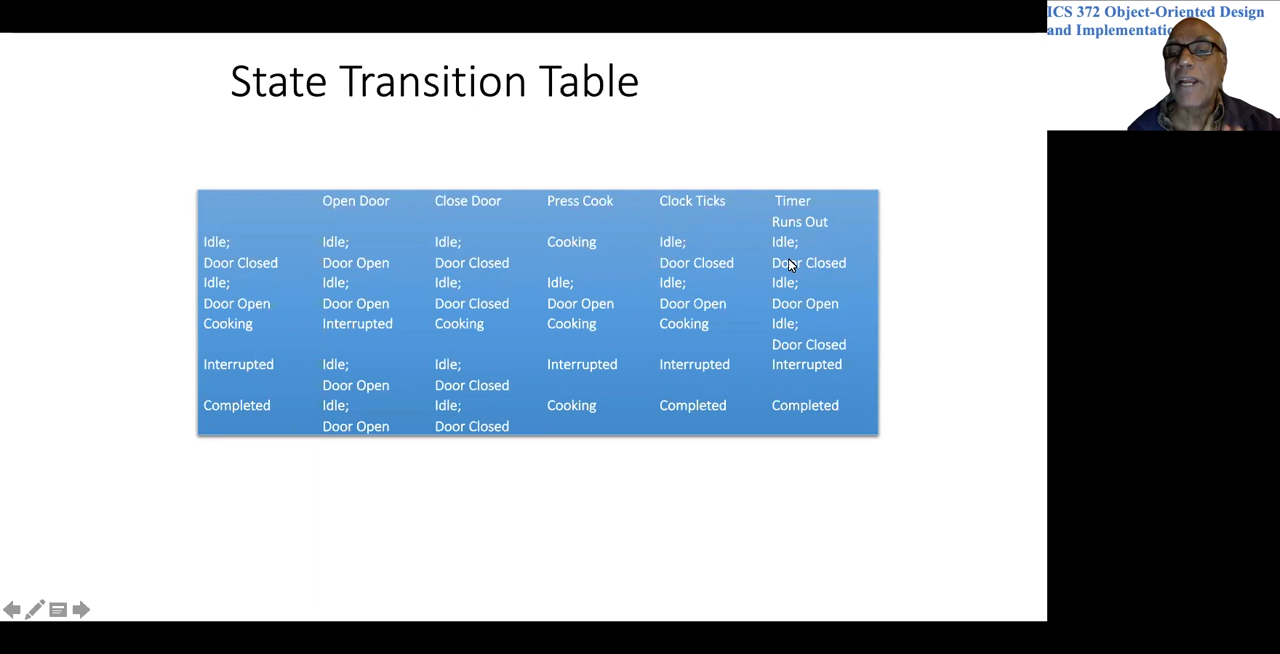 ICS 372 Object-Oriented Design
and Implementatio
State Transition Table
Open Door Close Door Press Cook Clock Ticks Timer
Runs Out
Idle; Idle; Idle; Cooking Idle; Idle;
Door Closed Door Open Door Closed Door Closed Door Closed
Idle; Idle; Idle; Idle; Idle; Idle;
Door Open Door Open Door Closed Door Open Door Open Door Open
Cooking Interrupted Cooking Cooking Cooking Idle;
Door Closed
Interrupted Idle; Idle; Interrupted Interrupted Interrupted
Door Open Door Closed
Completed Idle; Idle; Cooking Completed Completed
Door Open Door Closed